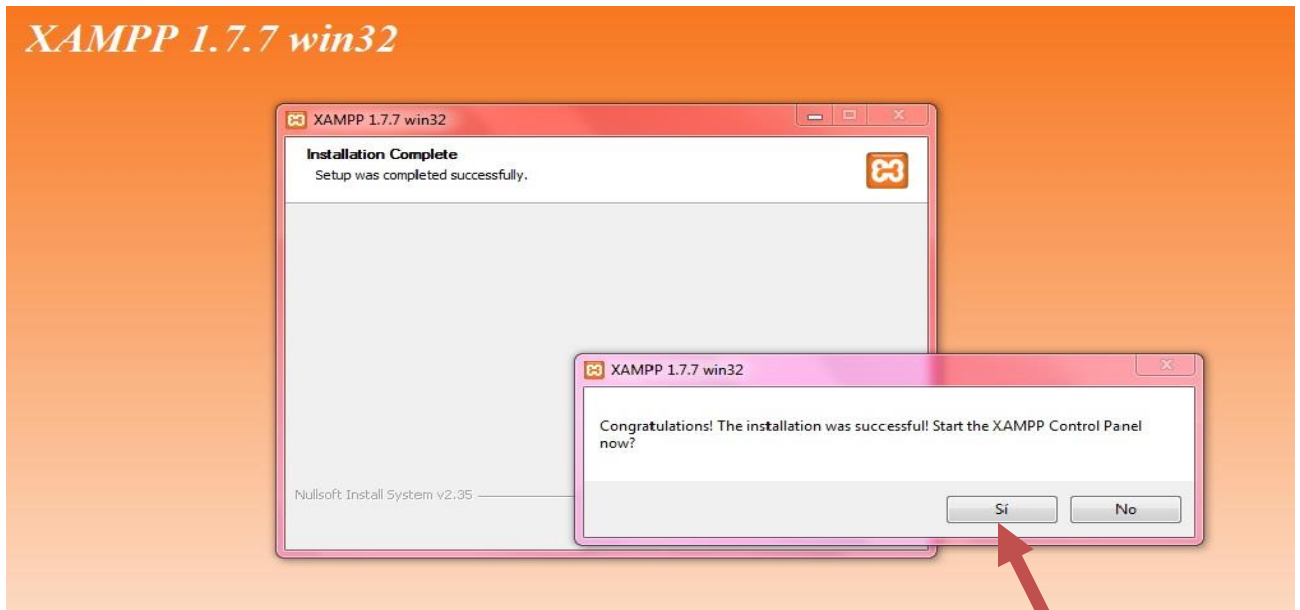 XAMPP 1.7.7 win32
XAMPP 1.7.7 win32
Installation Complete
Setup was completed successfully.
XAMPP 1.7.7 win32
Congratulations! The installation was successful! Start the XAMPP Control Panel
now?
Nullsoft Install System v2.35
Sí
No